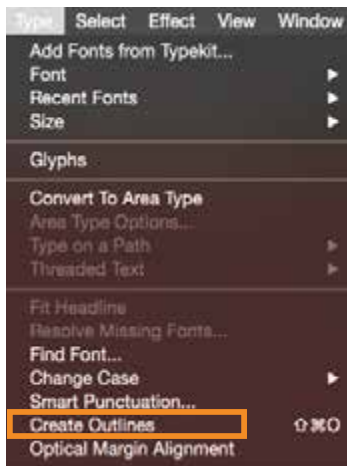 Type Select Effect View Window
Add Fonts from Typekit...
Font
Recent Fonts
Size
Glyphs
Convert To Area Type
Area Type Options...
Type on a Path
Threaded Text
Fit Headline
Resolve Missing Fonts...
Find Font...
Change Case
Smart Punctuation...
Create Outlines ⇧⌘O
Optical Margin Alignment